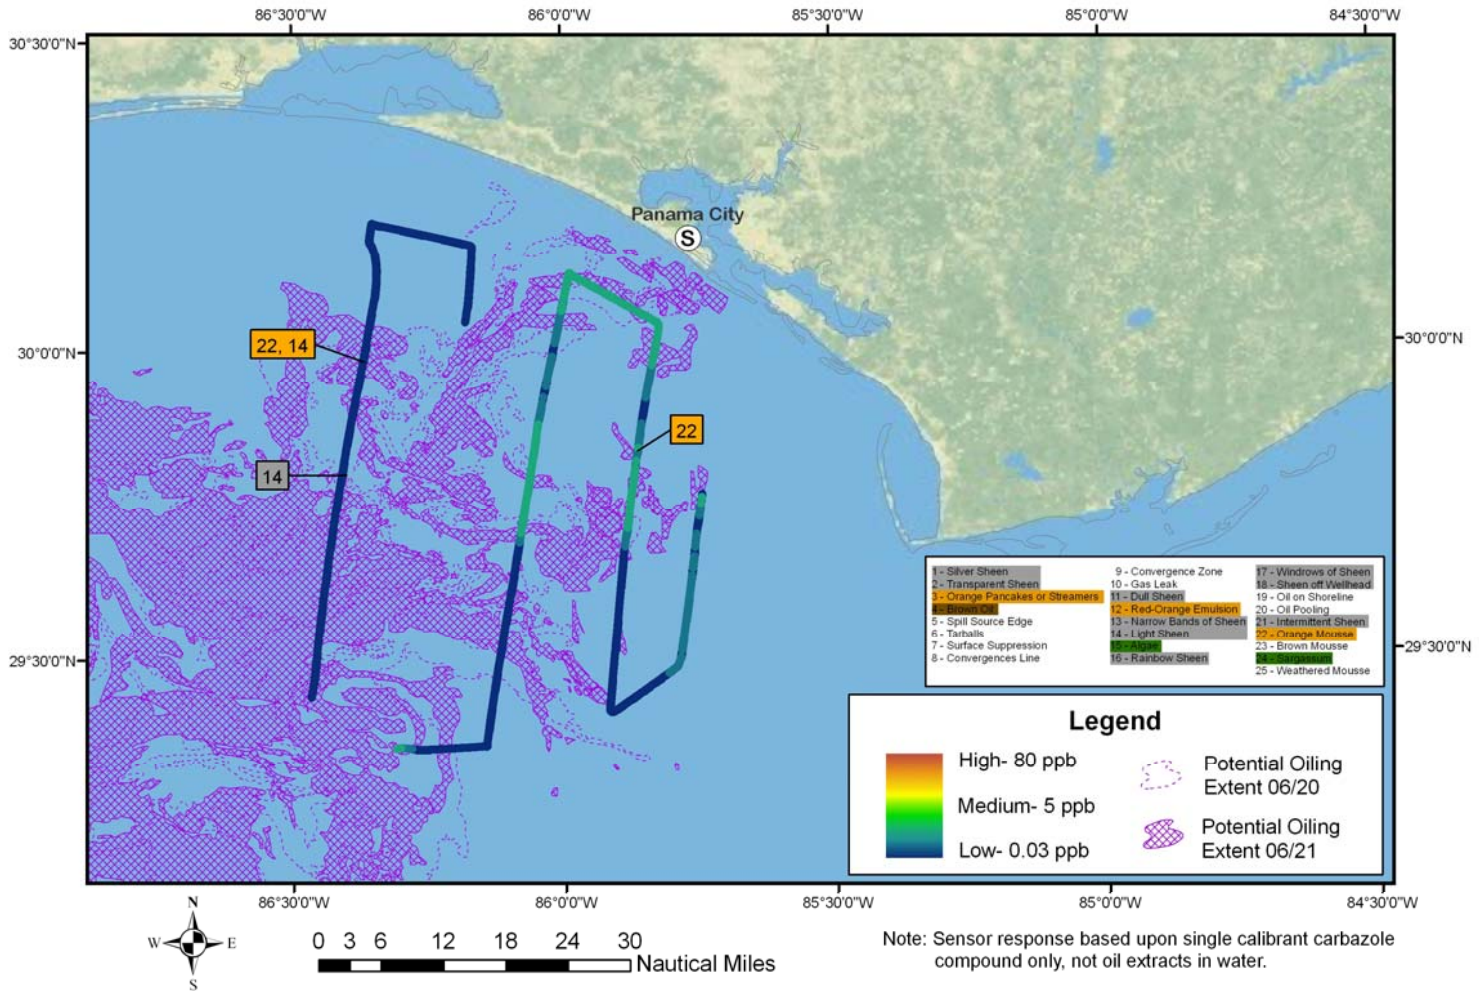 86°30'0"W 86°0'0"W 85°30'0"W 85°0'0"W 84°30'0"W
30°30'0"N
Panama City
S
22, 14
30°0'0"N
30°0'0"N
22
14
1 - Silver Sheen
2 - Transparent Sheen
3 - Orange Pancakes or Streamers
4 - Brown Oil
5 - Spill Source Edge
6 - Tarballs
7 - Surface Suppression
8 - Convergences Line
9 - Convergence Zone
10 - Gas Leak
11 - Dull Sheen
12 - Red-Orange Emulsion
13 - Narrow Bands of Sheen
14 - Light Sheen
15 - Algae
16 - Rainbow Sheen
17 - Windrows of Sheen
18 - Sheen off Wellhead
19 - Oil on Shoreline
20 - Oil Pooling
21 - Intermittent Sheen
22 - Orange Mousse
23 - Brown Mousse
24 - Sargassum
25 - Weathered Mousse
29°30'0"N
29°30'0"N
Legend
High- 80 ppb
Medium- 5 ppb
Low- 0.03 ppb
Potential Oiling
Extent 06/20
Potential Oiling
Extent 06/21
86°30'0"W 86°0'0"W 85°30'0"W 85°0'0"W 84°30'0"W
N
W E
S
0 3 6 12 18 24 30
Nautical Miles
Note: Sensor response based upon single calibrant carbazole
compound only, not oil extracts in water.